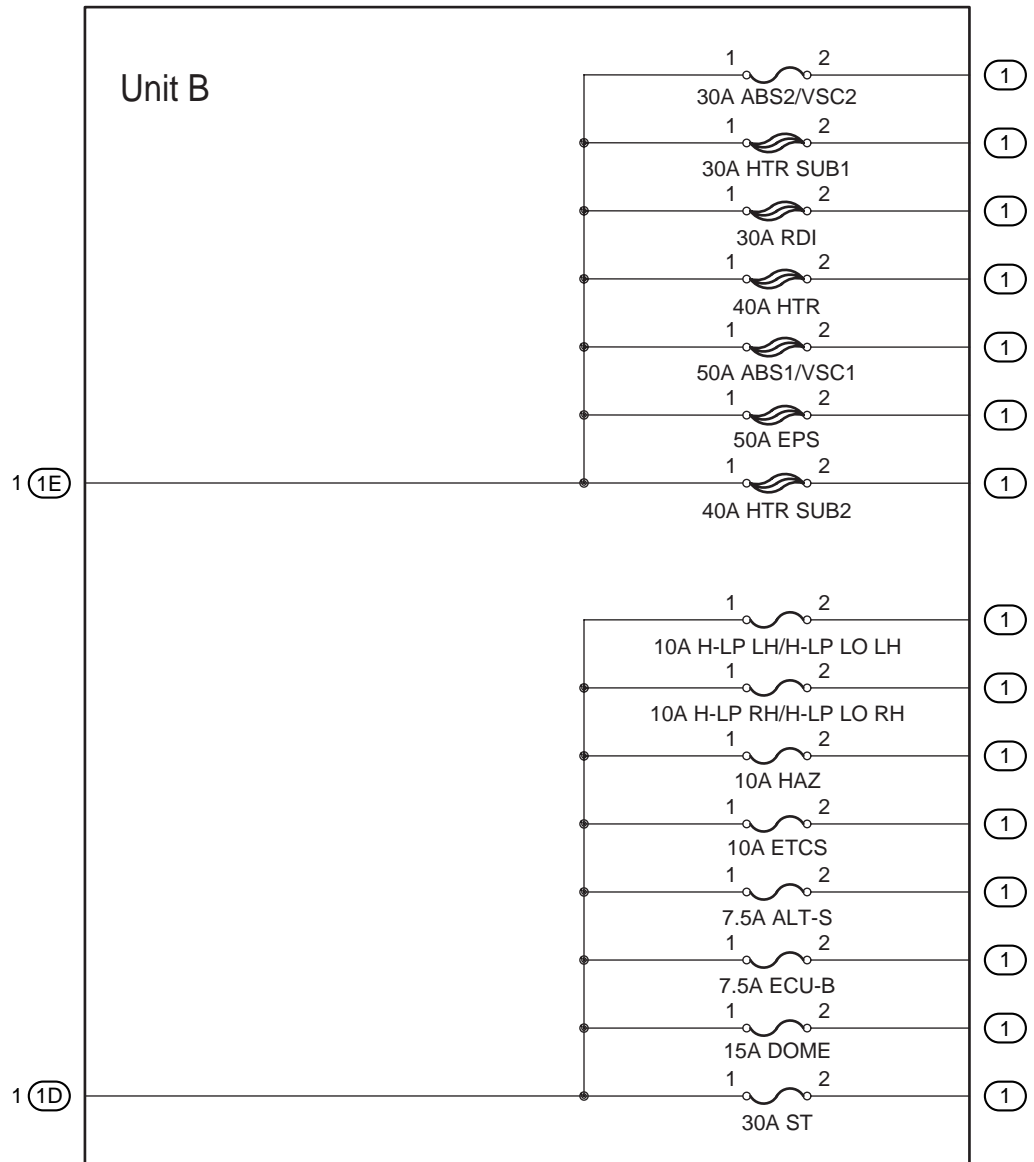 Unit B
1 2 1
30A ABS2/VSC2
1 2 1
30A HTR SUB1
1 2 1
30A RDI
1 2 1
40A HTR
1 2 1
50A ABS1/VSC1
1 2 1
50A EPS
1 1E 1 2 1
40A HTR SUB2
1 2 1
10A H-LP LH/H-LP LO LH
1 2 1
10A H-LP RH/H-LP LO RH
1 2 1
10A HAZ
1 2 1
10A ETCS
1 2 1
7.5A ALT-S
1 2 1
7.5A ECU-B
1 2 1
15A DOME
1 1D 1 2 1
30A ST